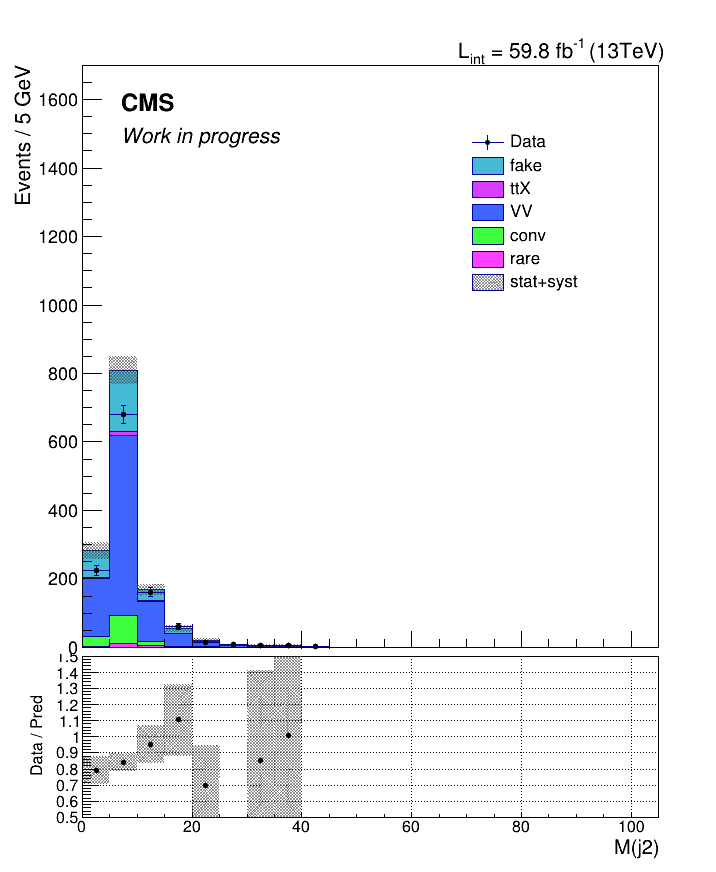 L_int = 59.8 fb^-1 (13TeV)
Events / 5 GeV
CMS
Work in progress
1600
1400
1200
1000
800
600
400
200
0
Data
fake
ttX
VV
conv
rare
stat+syst
Data / Pred
1.5
1.4
1.3
1.2
1.1
1
0.9
0.8
0.7
0.6
0.5
0 20 40 60 80 100
M(j2)